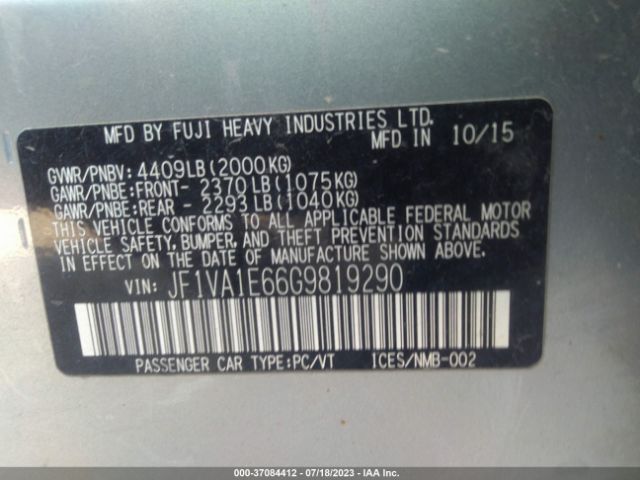 MFD BY FUJI HEAVY INDUSTRIES LTD.
MFD IN 10/15
GVWR/PNBV: 4409LB(2000KG)
GAWR/PNBE:FRONT- 2370LB(1075KG)
GAWR/PNBE:REAR - 2293LB(1040KG)
THIS VEHICLE CONFORMS TO ALL APPLICABLE FEDERAL MOTOR
VEHICLE SAFETY, BUMPER, AND THEFT PREVENTION STANDARDS
IN EFFECT ON THE DATE OF MANUFACTURE SHOWN ABOVE.
VIN: JF1VA1E66G9819290
PASSENGER CAR TYPE:PC/VT ICES/NMB-002
000-37084412 / 07/18/2023 / IAAI.COM